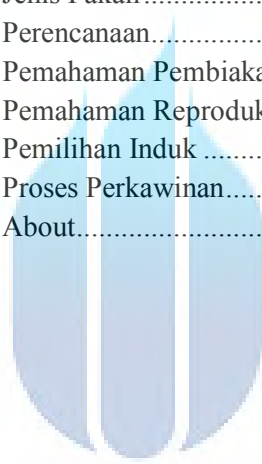 Jenis Pakan....................
Perencanaan....................
Pemahaman Pembiaka
Pemahaman Reproduk
Pemilihan Induk ........
Proses Perkawinan.....
About...........................